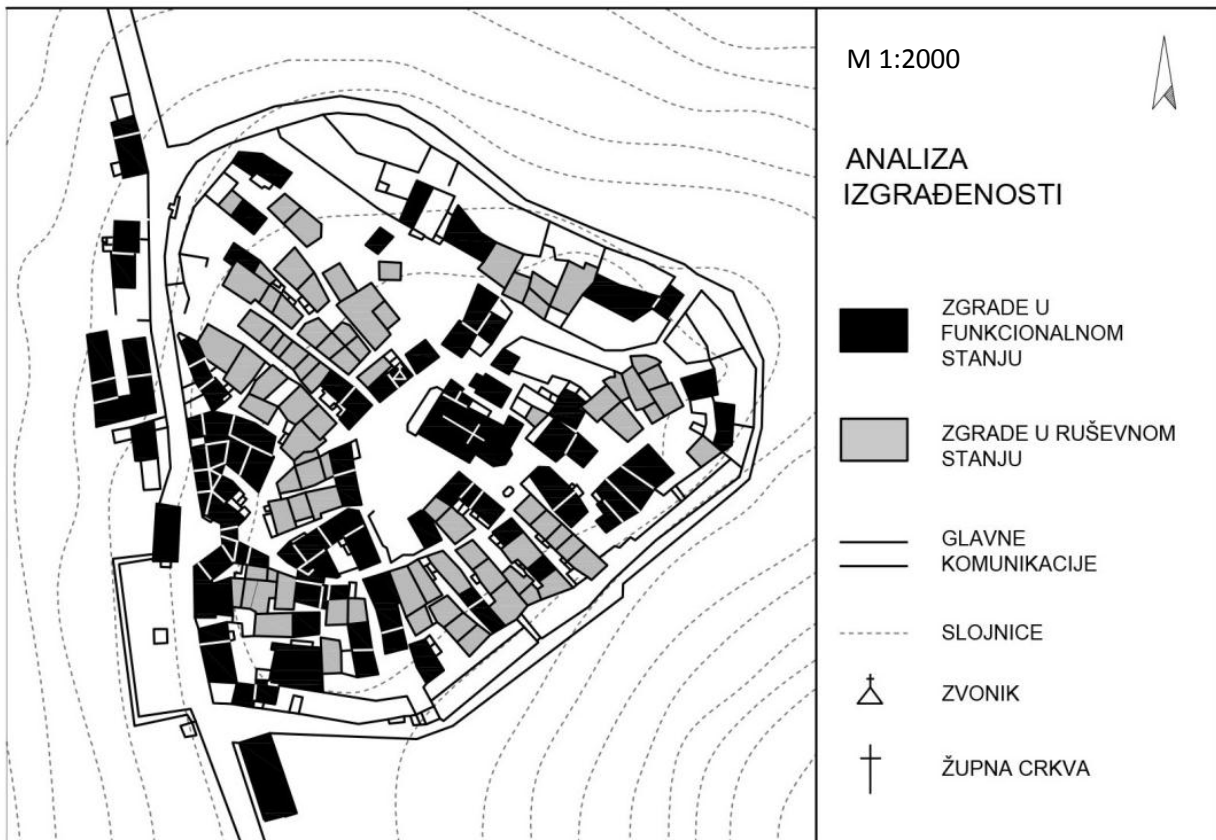 M 1:2000
ANALIZA
IZGRAĐENOSTI
ZGRADE U
FUNKCIONALNOM
STANJU
ZGRADE U RUŠEVNOM
STANJU
GLAVNE
KOMUNIKACIJE
SLOJNICE
ZVONIK
ŽUPNA CRKVA